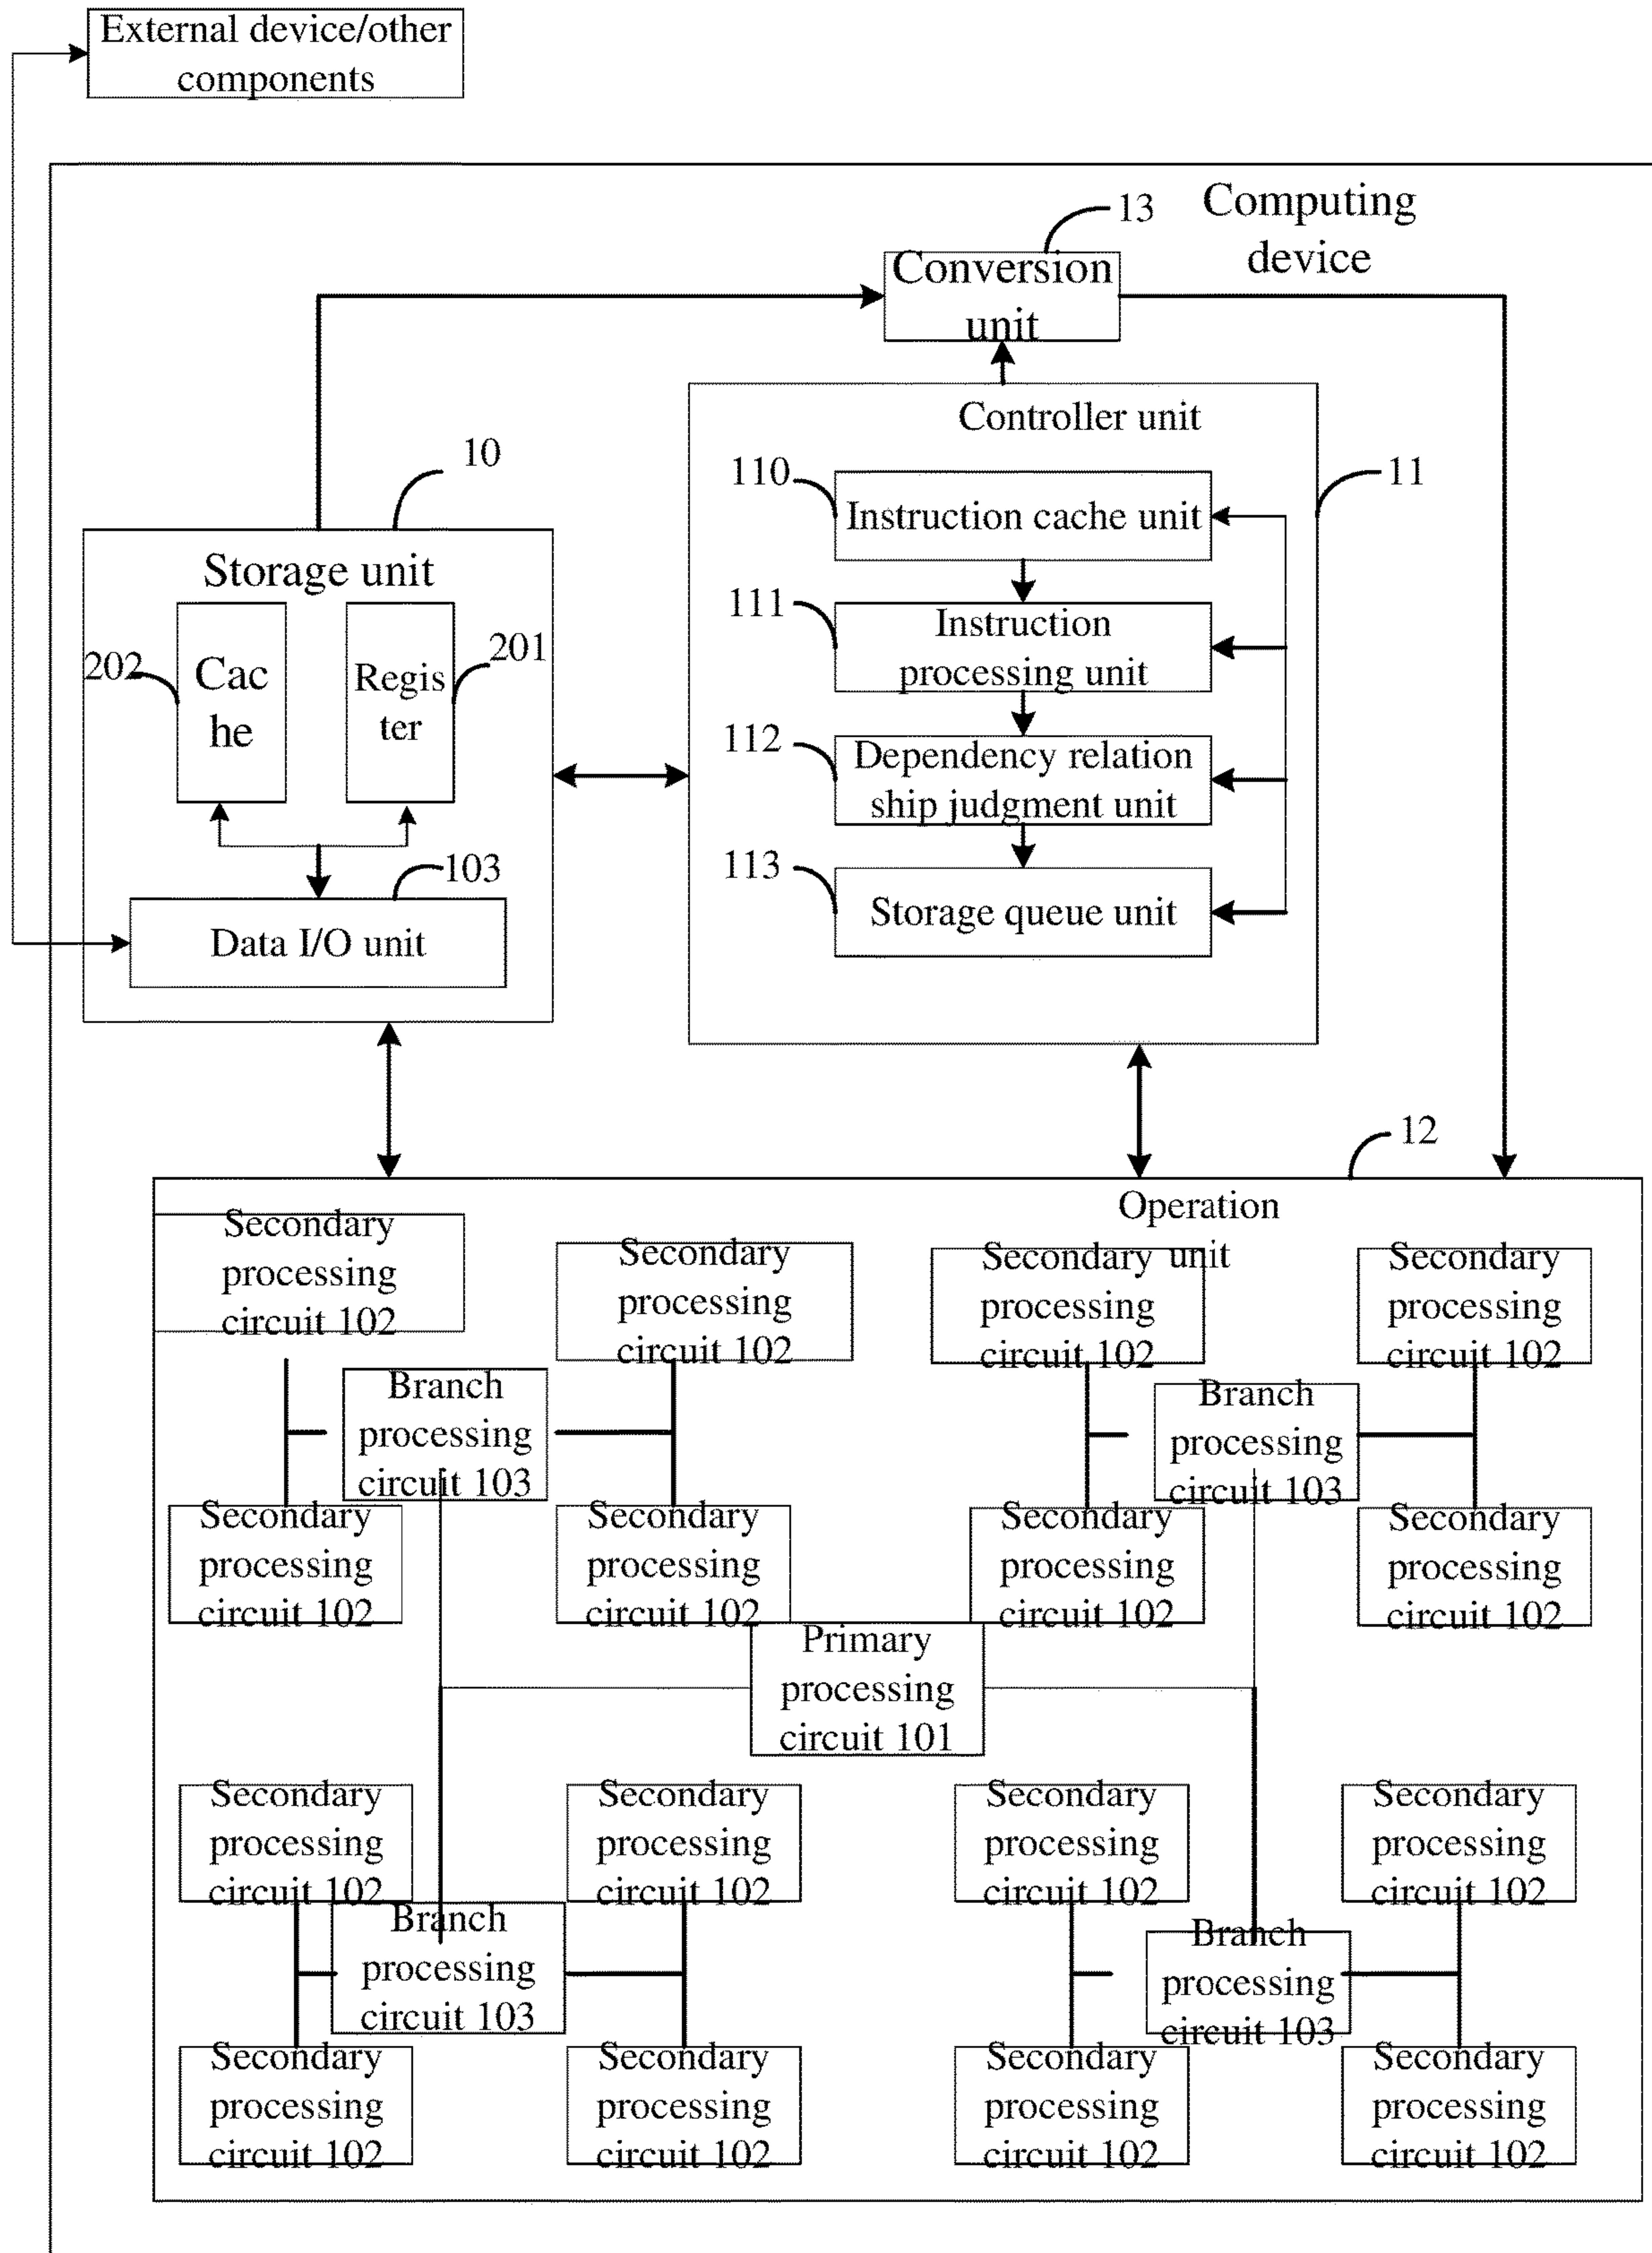 External device/other
components
13
Computing
device
Conversion
unit
Controller unit
10
110
11
Instruction cache unit
Storage unit
111
Instruction
processing unit
202
Cac
he
Regis
ter
201
112
Dependency relation
ship judgment unit
103
113
Storage queue unit
Data I/O unit
12
Operation
unit
Secondary
processing
circuit 102
Secondary
processing
circuit 102
Secondary
processing
circuit 102
Secondary
processing
circuit 102
Branch
processing
circuit 103
Branch
processing
circuit 103
Secondary
processing
circuit 102
Secondary
processing
circuit 102
Secondary
processing
circuit 102
Secondary
processing
circuit 102
Primary
processing
circuit 101
Secondary
processing
circuit 102
Secondary
processing
circuit 102
Secondary
processing
circuit 102
Secondary
processing
circuit 102
Branch
processing
circuit 103
Branch
processing
circuit 103
Secondary
processing
circuit 102
Secondary
processing
circuit 102
Secondary
processing
circuit 102
Secondary
processing
circuit 102